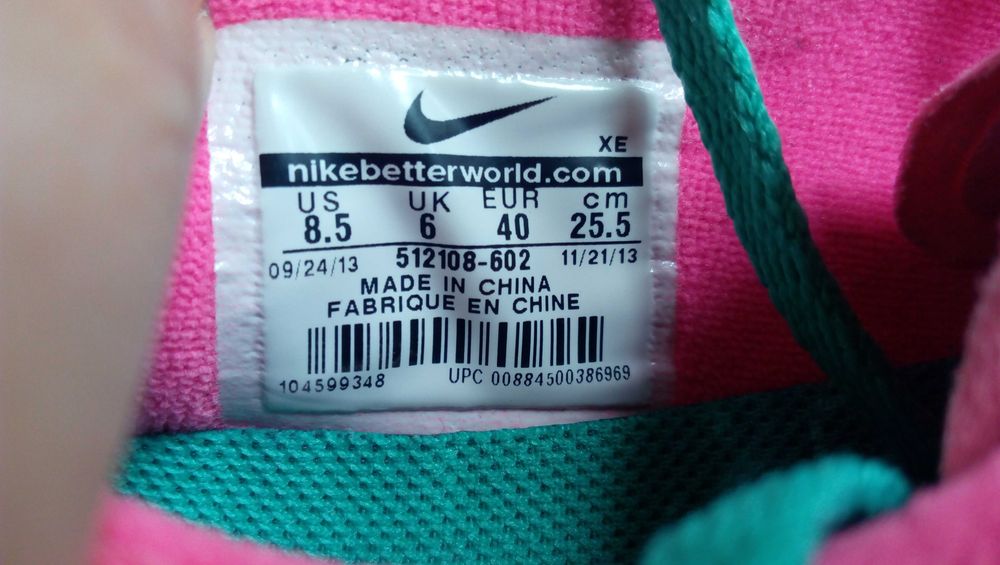 XE
nikebetterworld.com
US UK EUR cm
8.5 6 40 25.5
09/24/13 512108-602 11/21/13
MADE IN CHINA
FABRIQUE EN CHINE
104599348 UPC 00884500386969